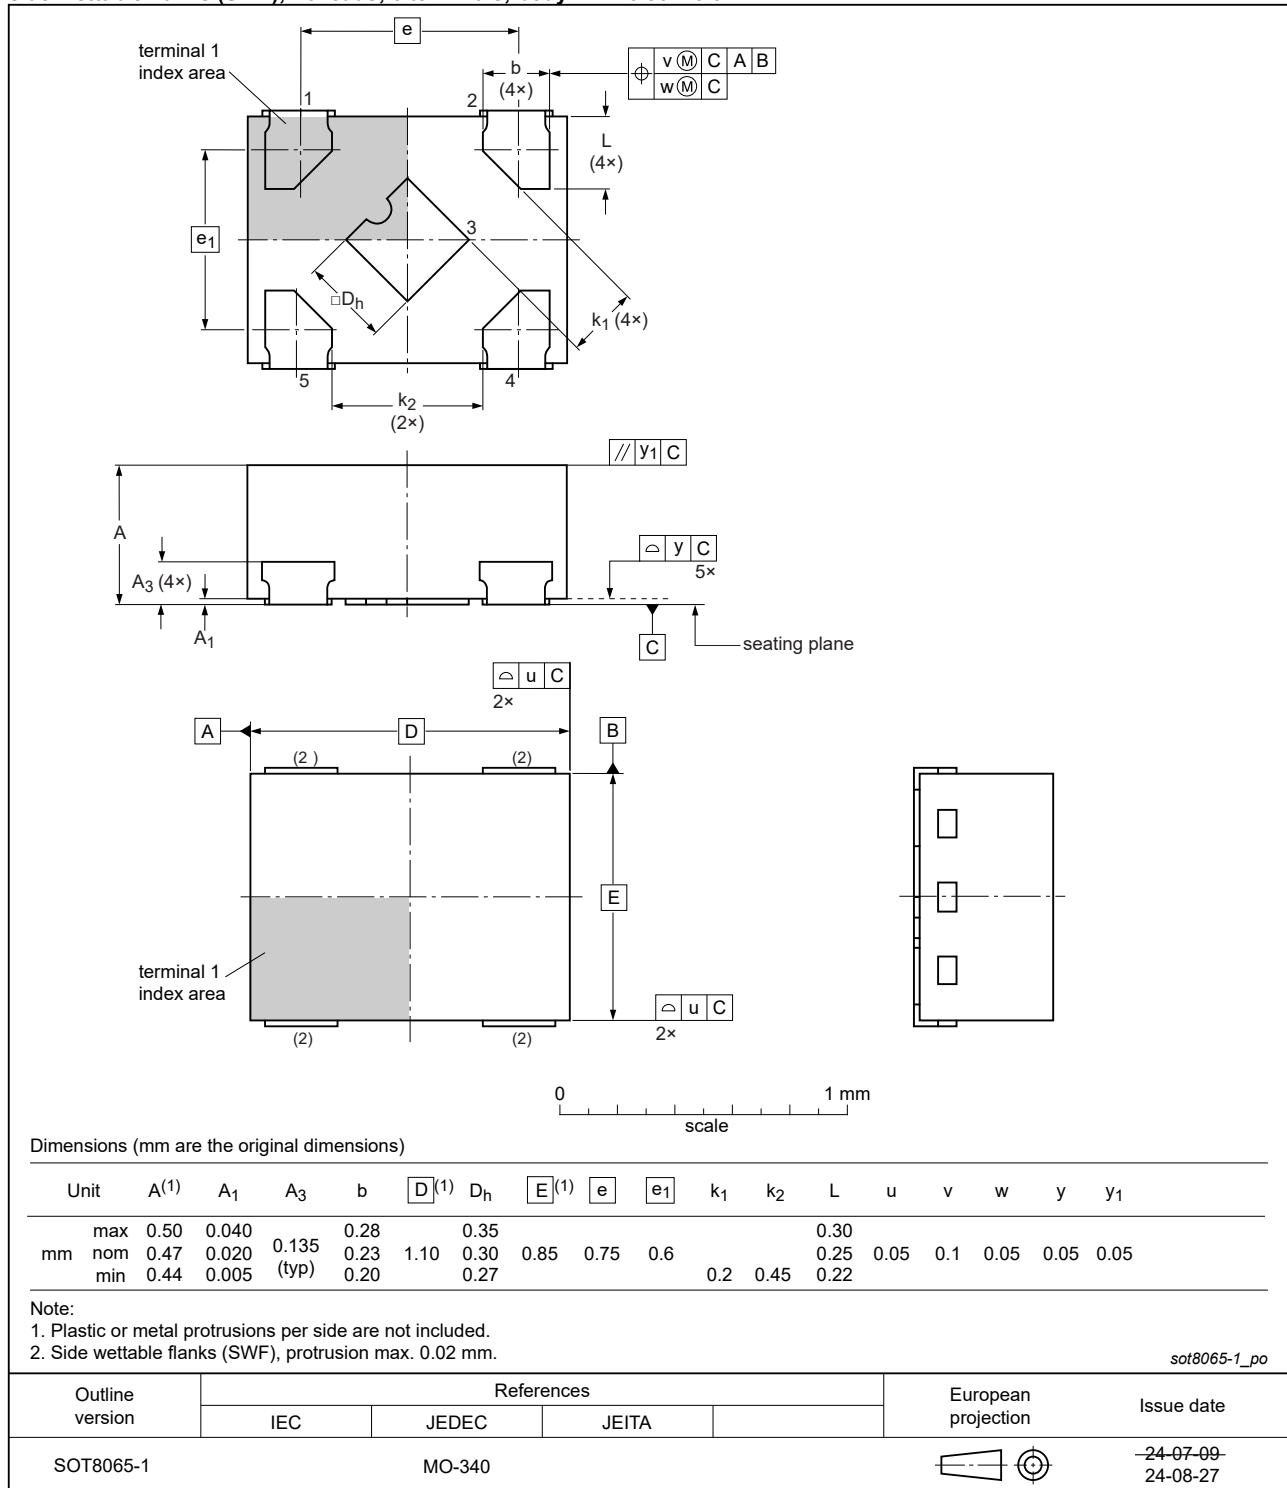 e
terminal 1
index area
b
(4×)
v Ⓜ C A B
w Ⓜ C
1
2
L
(4×)
e1
3
□Dh
k1 (4×)
5
4
k2
(2×)
// y1 C
A
A3 (4×)
A1
y C
5×
C
seating plane
u C
2×
A
D
B
(2 )
(2)
E
terminal 1
index area
(2)
(2)
u C
2×
0
1 mm
scale
Dimensions (mm are the original dimensions)
Unit A(1) A1 A3 b D(1) Dh E(1) e e1 k1 k2 L u v w y y1
max 0.50 0.040 0.28 0.35 0.30
mm nom 0.47 0.020 0.135 (typ) 0.23 1.10 0.30 0.85 0.75 0.6 0.25 0.05 0.1 0.05 0.05 0.05
min 0.44 0.005 0.20 0.27 0.2 0.45 0.22
Note:
1. Plastic or metal protrusions per side are not included.
2. Side wettable flanks (SWF), protrusion max. 0.02 mm.
sot8065-1_po
Outline version
References
European projection
Issue date
IEC
JEDEC
JEITA
SOT8065-1
MO-340
24-07-09
24-08-27